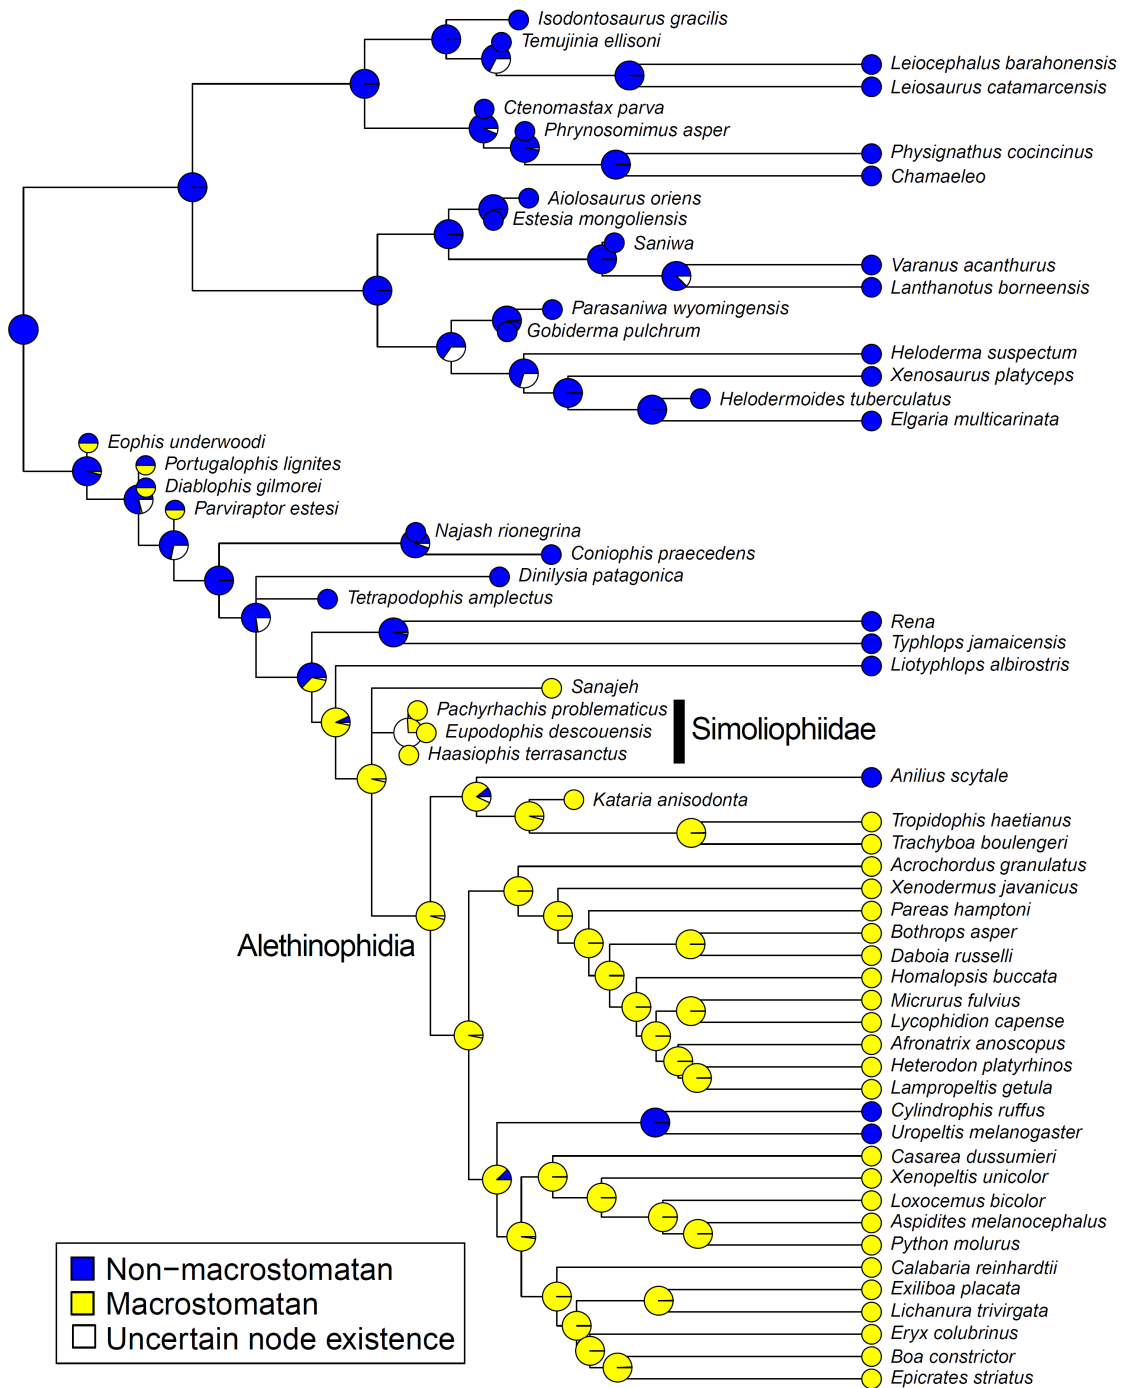 Isodontosaurus gracilis
Temujinia ellisoni
Leiocephalus barahonensis
Leiosaurus catamarcensis
Ctenomastax parva
Phrynosomimus asper
Physignathus cocincinus
Chamaeleo
Aiolosaurus oriens
Estesia mongoliensis
Saniwa
Varanus acanthurus
Lanthanotus borneensis
Parasaniwa wyomingensis
Gobiderma pulchrum
Heloderma suspectum
Xenosaurus platyceps
Helodermoides tuberculatus
Elgaria multicarinata
Eophis underwoodi
Portugalophis lignites
Diablophis gilmorei
Parviraptor estesi
Najash rionegrina
Coniophis praecedens
Dinilysia patagonica
Tetrapodophis amplectus
Rena
Typhlops jamaicensis
Liotyphlops albirostris
Sanajeh
Pachyrhachis problematicus
Eupodophis descouensis
Haasiophis terrasanctus
Simoliophiidae
Anilius scytale
Kataria anisodonta
Tropidophis haetianus
Trachyboa boulengeri
Acrochordus granulatus
Xenodermus javanicus
Pareas hamptoni
Bothrops asper
Alethinophidia
Daboia russelli
Homalopsis buccata
Micrurus fulvius
Lycophidion capense
Afronatrix anoscopus
Heterodon platyrhinos
Lampropeltis getula
Cylindrophis ruffus
Uropeltis melanogaster
Casarea dussumieri
Xenopeltis unicolor
Loxocemus bicolor
Aspidites melanocephalus
Python molurus
Calabaria reinhardtii
Exiliboa placata
Lichanura trivirgata
Eryx colubrinus
Boa constrictor
Epicrates striatus
Non−macrostomatan
Macrostomatan
Uncertain node existence